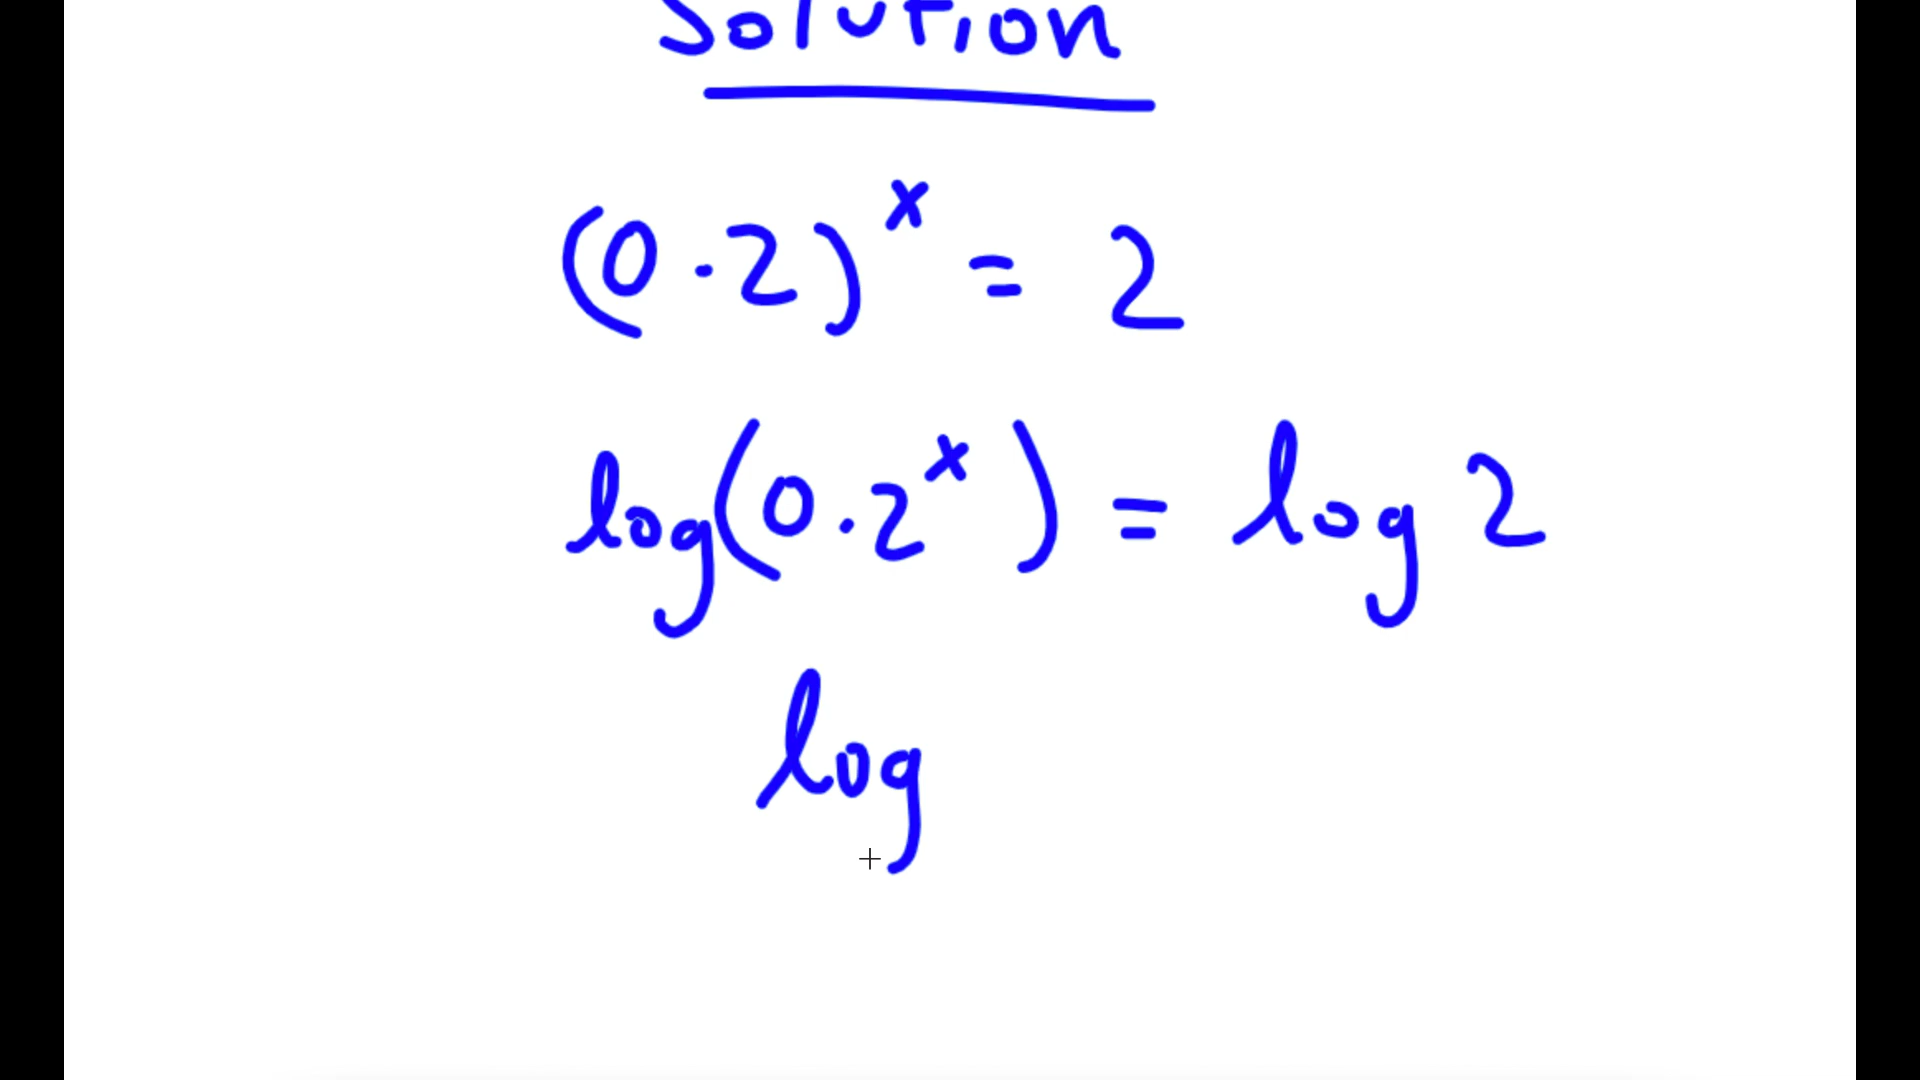 Solution
(0.2)^x = 2
log(0.2^x) = log 2
log